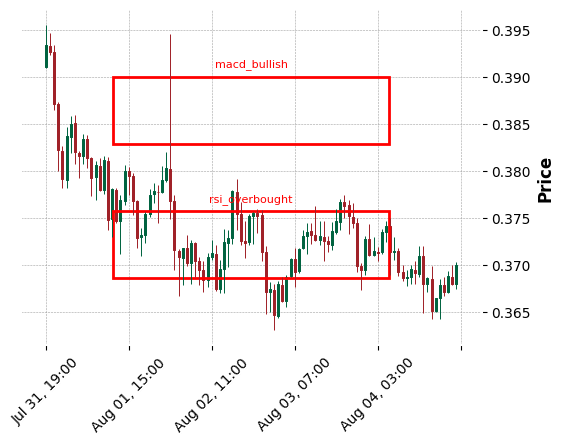 0.395
macd_bullish
0.390
0.385
0.380
rsi_overbought
0.375
0.370
0.365
Price
Jul 31, 19:00
Aug 01, 15:00
Aug 02, 11:00
Aug 03, 07:00
Aug 04, 03:00